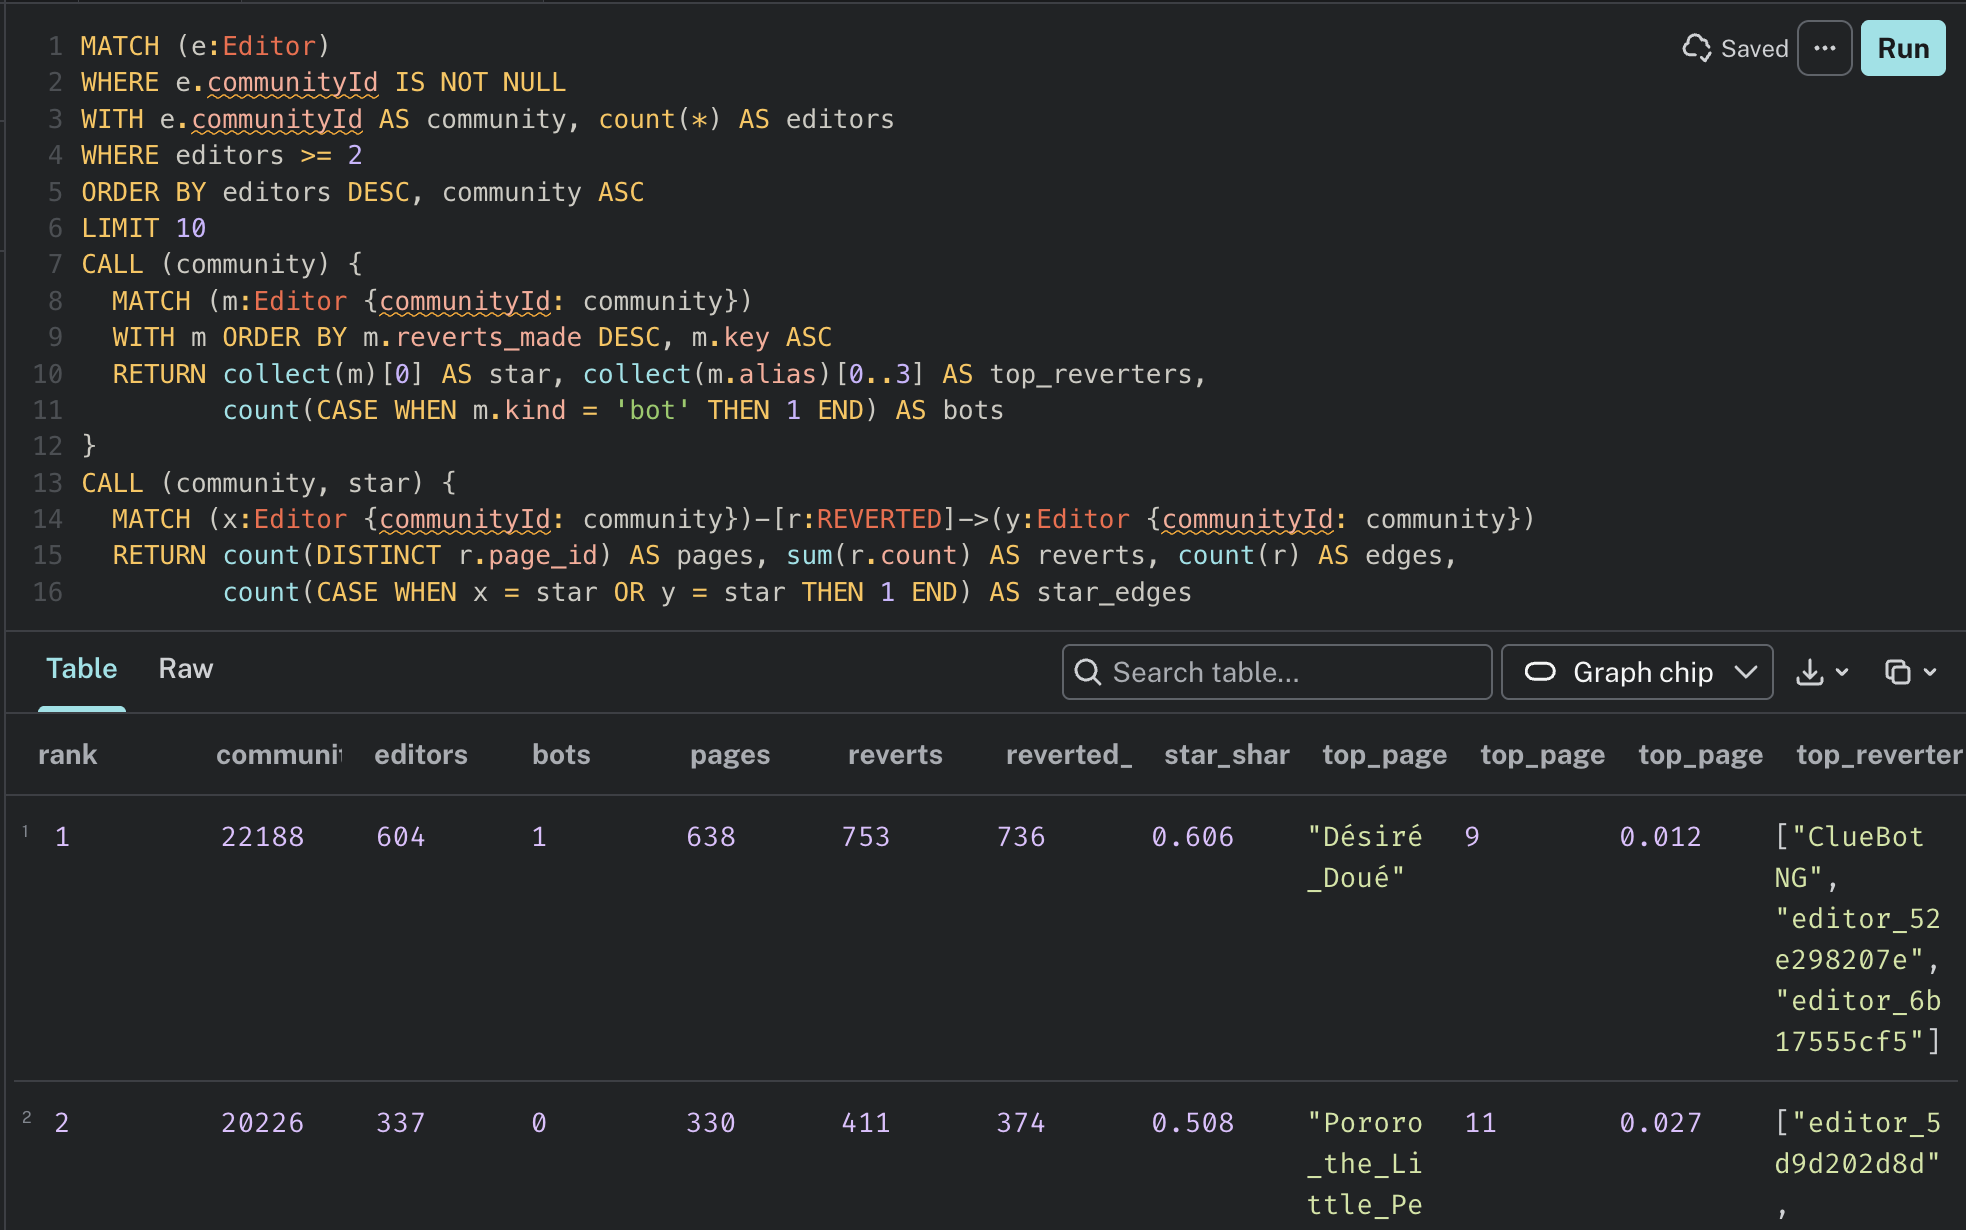 1 MATCH (e:Editor)
2 WHERE e.communityId IS NOT NULL
3 WITH e.communityId AS community, count(*) AS editors
4 WHERE editors >= 2
5 ORDER BY editors DESC, community ASC
6 LIMIT 10
7 CALL (community) {
8   MATCH (m:Editor {communityId: community})
9   WITH m ORDER BY m.reverts_made DESC, m.key ASC
10   RETURN collect(m)[0] AS star, collect(m.alias)[0..3] AS top_reverters,
11          count(CASE WHEN m.kind = 'bot' THEN 1 END) AS bots
12 }
13 CALL (community, star) {
14   MATCH (x:Editor {communityId: community})-[r:REVERTED]->(y:Editor {communityId: community})
15   RETURN count(DISTINCT r.page_id) AS pages, sum(r.count) AS reverts, count(r) AS edges,
16          count(CASE WHEN x = star OR y = star THEN 1 END) AS star_edges
Saved ... Run
Table Raw Search table... Graph chip
rank communi editors bots pages reverts reverted_ star_shar top_page top_page top_page top_reverter
1 1 22188 604 1 638 753 736 0.606 "Désiré 9 0.012 ["ClueBot
_Doué" NG",
"editor_52
e298207e",
"editor_6b
17555cf5"]
2 2 20226 337 0 330 411 374 0.508 "Pororo 11 0.027 ["editor_5
_the_Li d9d202d8d"
ttle_Pe ,